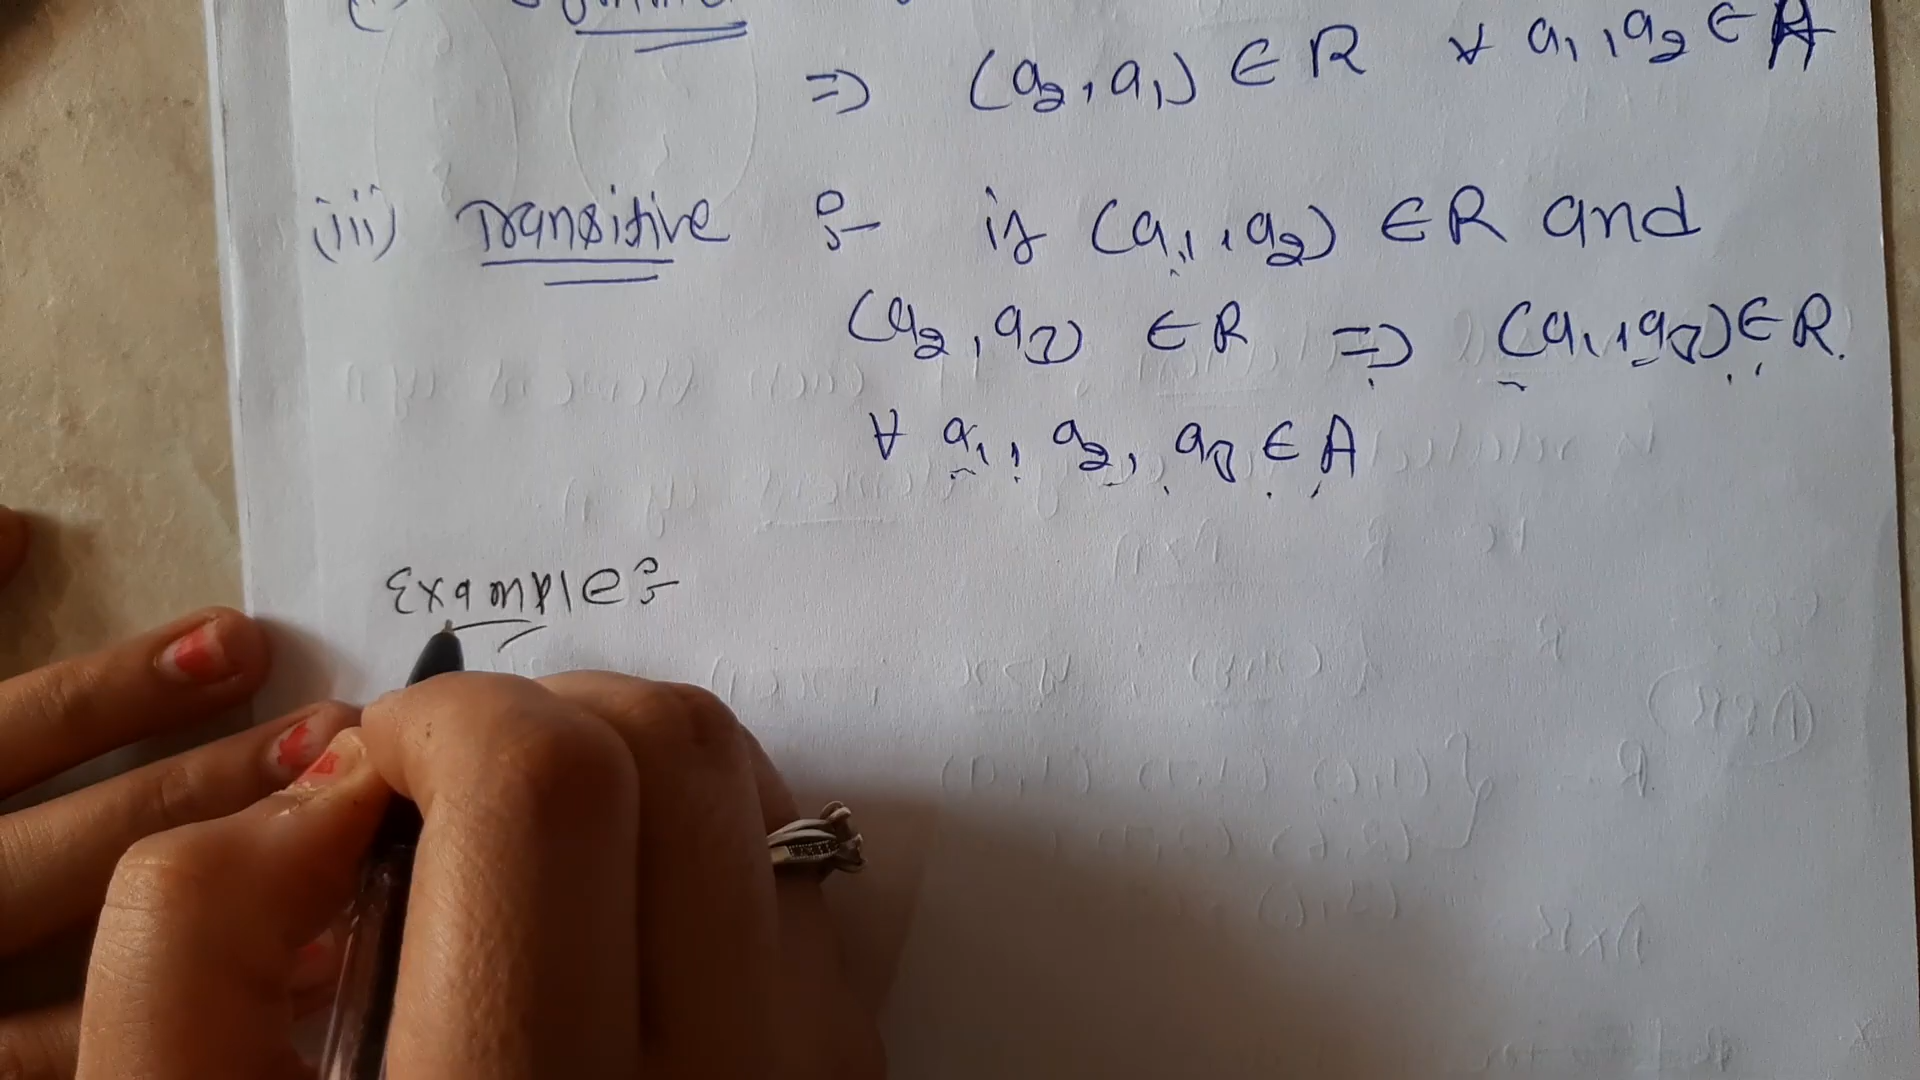 ⇒ (a₂, a₁) ∈ R ∀ a₁, a₂ ∈ A
(iii) Transitive :- if (a₁, a₂) ∈ R and
(a₂, a₃) ∈ R ⇒ (a₁, a₃) ∈ R.
∀ a₁, a₂, a₃ ∈ A
Example :-